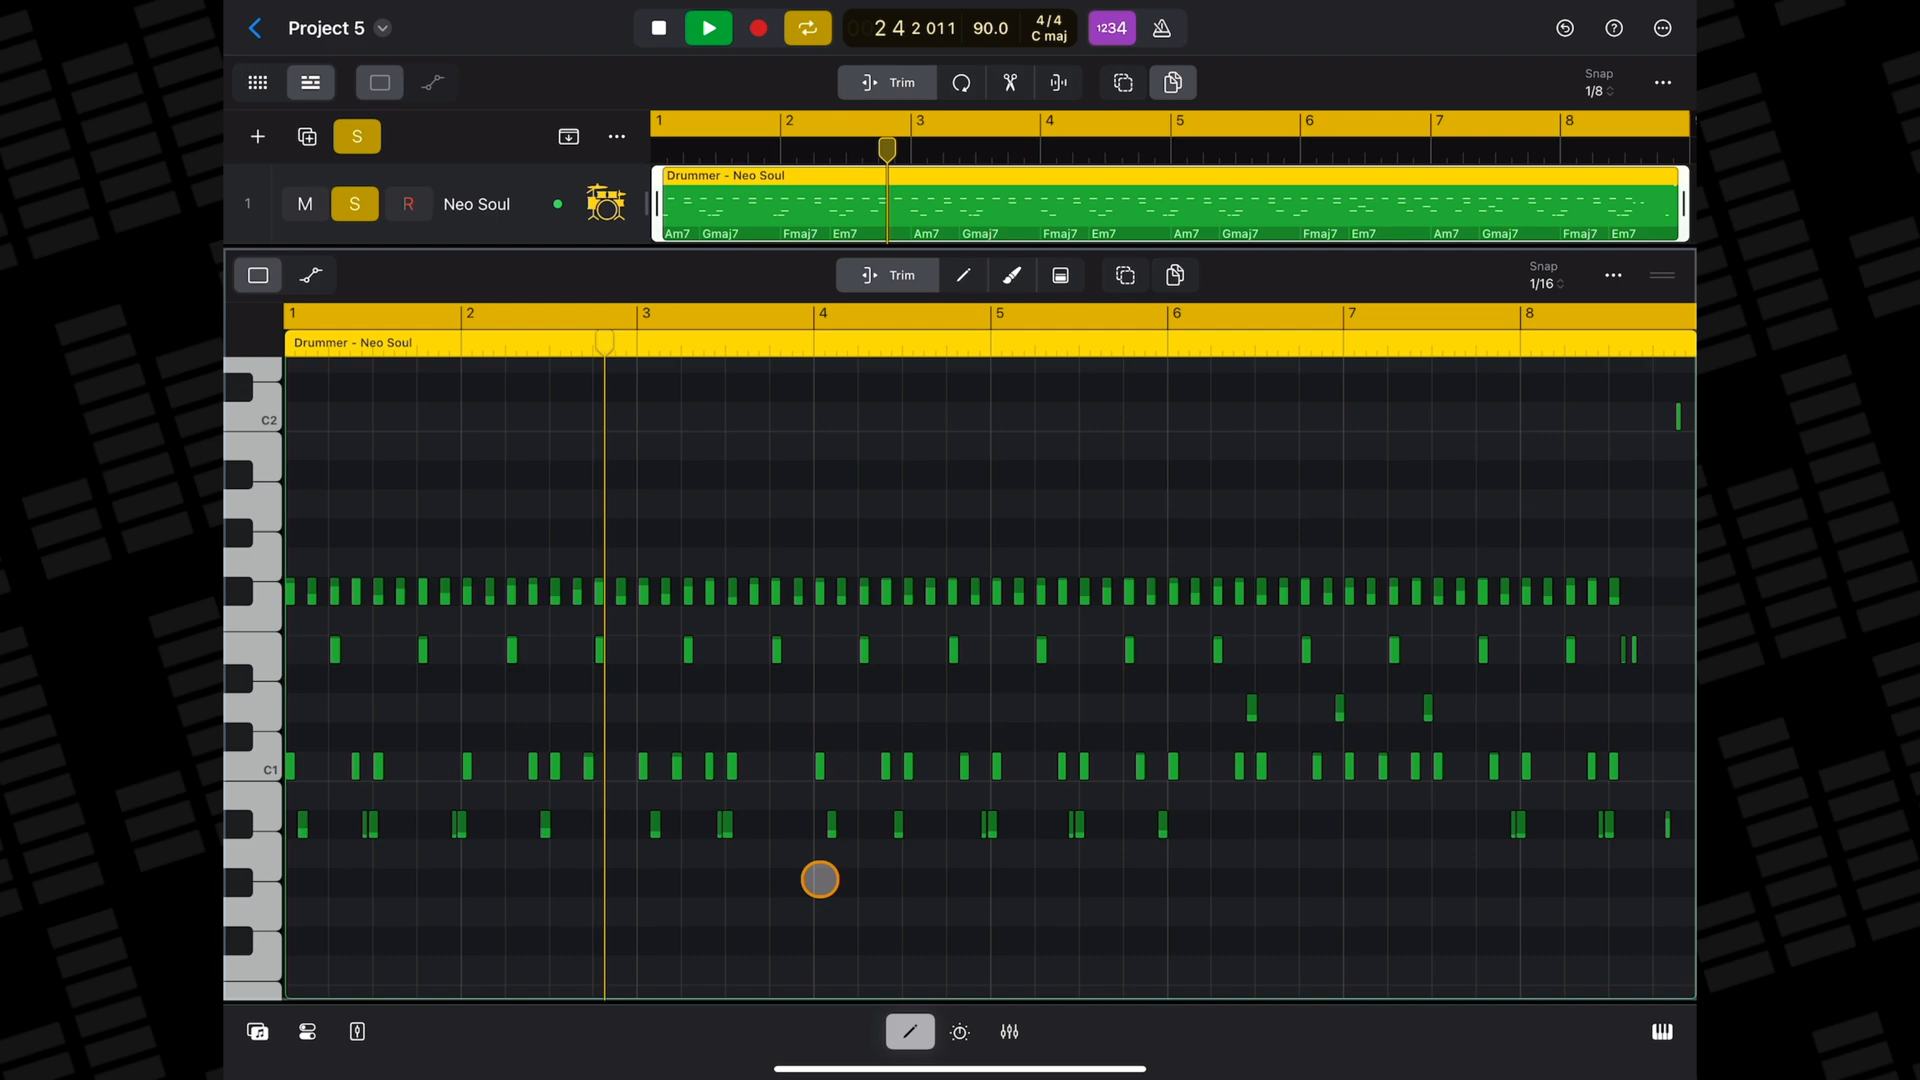 Project 5
2 4 2 011
90.0
4/4
C maj
1234
Trim
Snap
1/8
S
1 2 3 4 5 6 7 8
1
M
S
R
Neo Soul
Drummer - Neo Soul
Am7 Gmaj7 Fmaj7 Em7 Am7 Gmaj7 Fmaj7 Em7 Am7 Gmaj7 Fmaj7 Em7 Am7 Gmaj7 Fmaj7 Em7
Trim
Snap
1/16
1 2 3 4 5 6 7 8
Drummer - Neo Soul
C2
C1